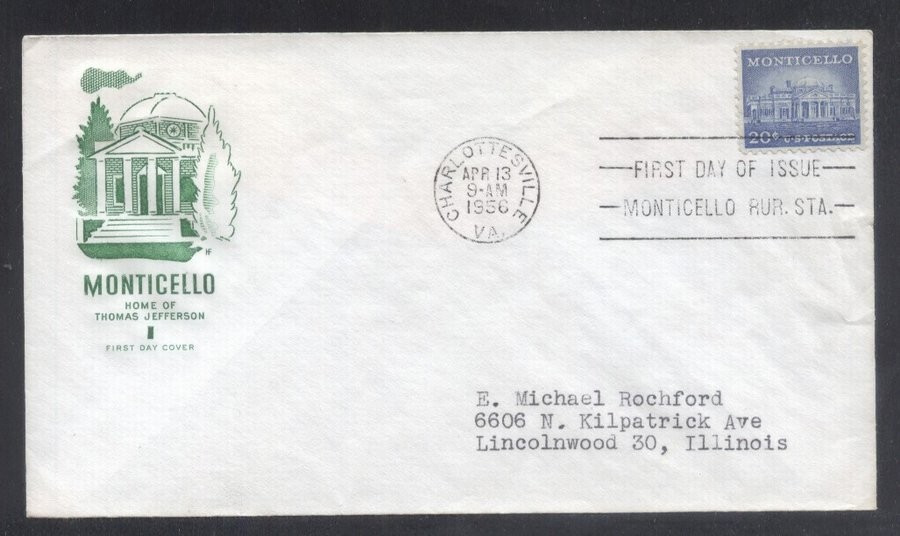 MONTICELLO
20¢ U·S·POSTAGE
CHARLOTTESVILLE
APR 13
9-AM
1956
VA.
FIRST DAY OF ISSUE
MONTICELLO RUR. STA.
HF
MONTICELLO
HOME OF
THOMAS JEFFERSON
FIRST DAY COVER
E. Michael Rochford
6606 N. Kilpatrick Ave
Lincolnwood 30, Illinois